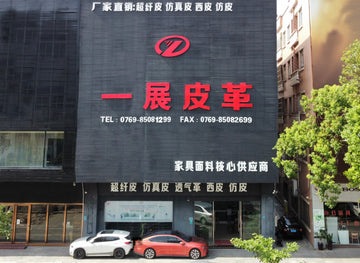 厂家直销:超纤皮 仿真皮 西皮 仿皮
一展皮革
TEL：0769-85081299 FAX：0769-85082699
家具面料核心供应商
超纤皮 仿真皮 透气革 西皮 仿皮